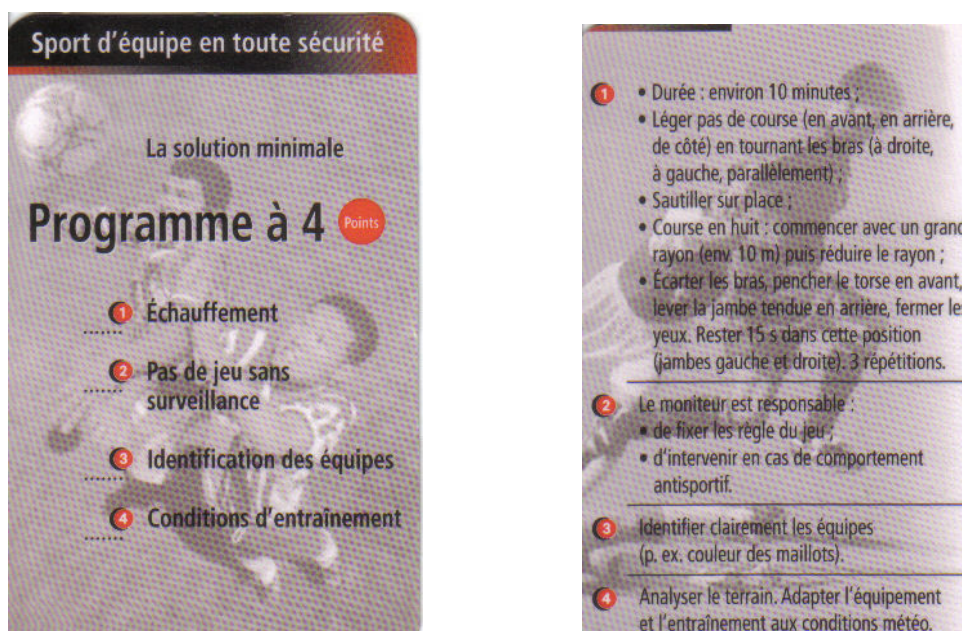 Sport d'équipe en toute sécurité
La solution minimale
Programme à 4 Points
1 Échauffement
2 Pas de jeu sans
surveillance
3 Identification des équipes
4 Conditions d'entraînement
1 • Durée : environ 10 minutes ;
• Léger pas de course (en avant, en arrière,
de côté) en tournant les bras (à droite,
à gauche, parallèlement) ;
• Sautiller sur place ;
• Course en huit : commencer avec un grand
rayon (env. 10 m) puis réduire le rayon ;
• Écarter les bras, pencher le torse en avant,
lever la jambe tendue en arrière, fermer les
yeux. Rester 15 s dans cette position
(jambes gauche et droite). 3 répétitions.
2 Le moniteur est responsable :
• de fixer les règle du jeu ;
• d'intervenir en cas de comportement
antisportif.
3 Identifier clairement les équipes
(p. ex. couleur des maillots).
4 Analyser le terrain. Adapter l'équipement
et l'entraînement aux conditions météo.